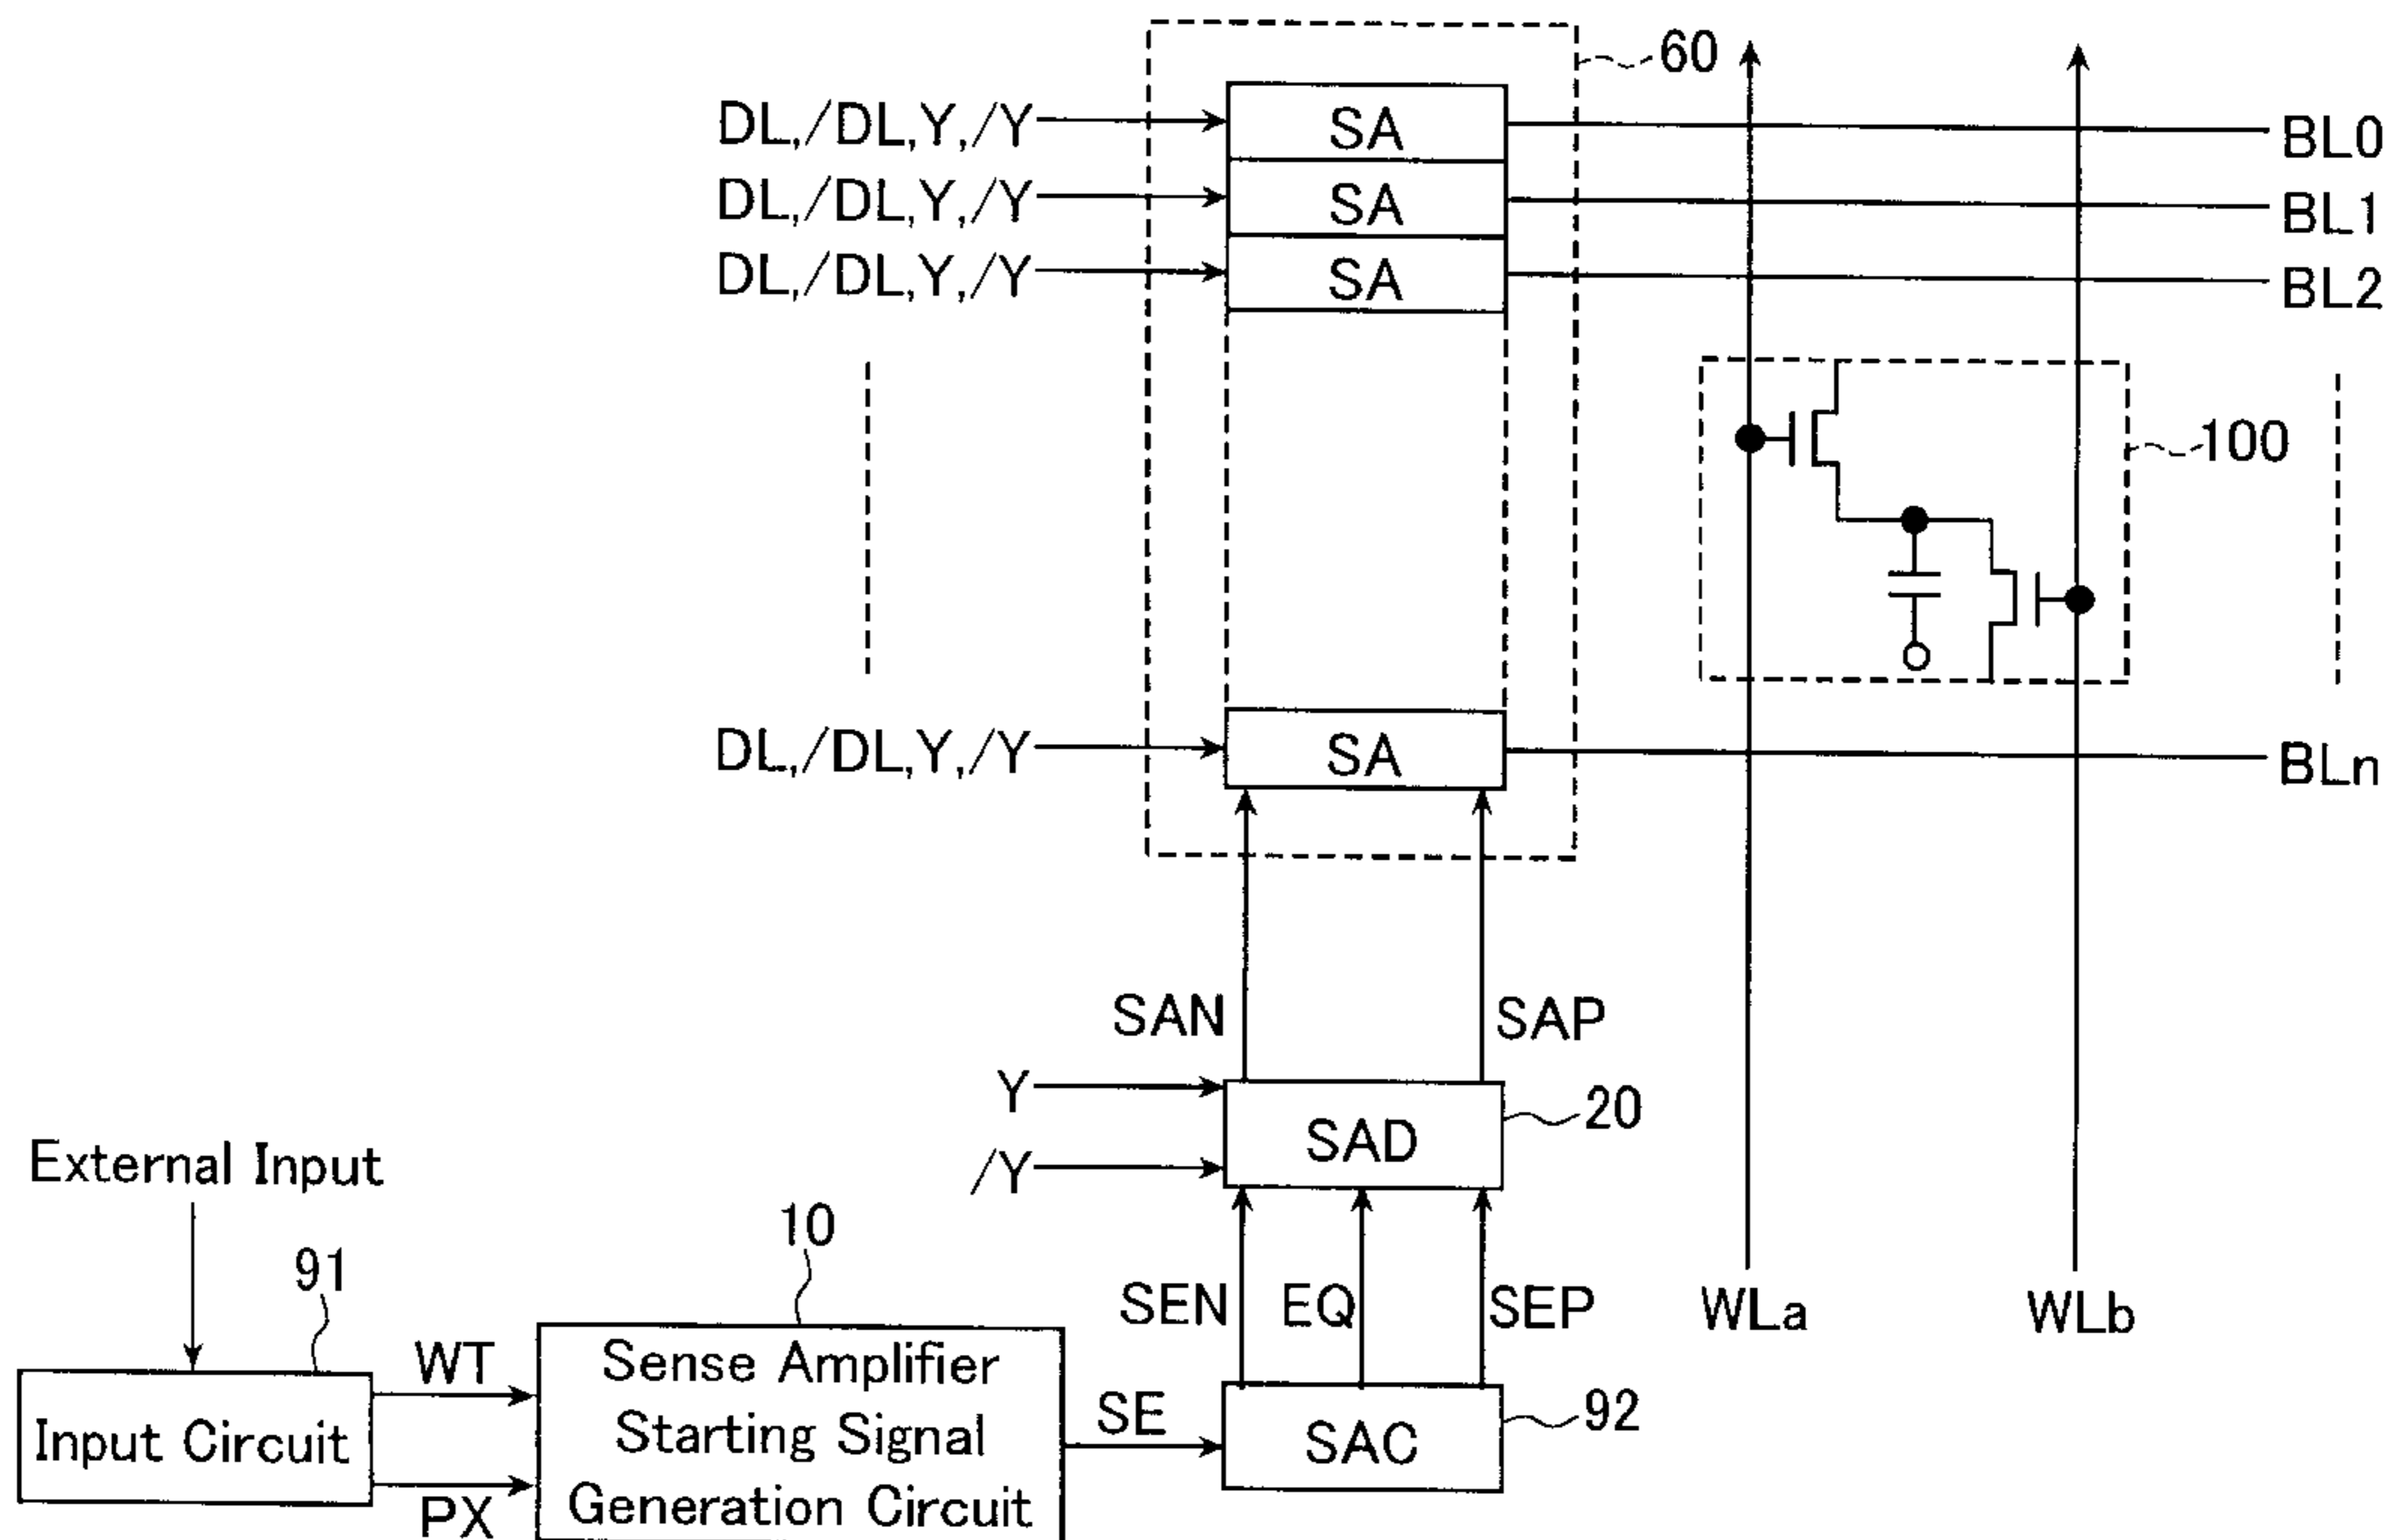 60
DL,/DL,Y,/Y SA BL0
DL,/DL,Y,/Y SA BL1
DL,/DL,Y,/Y SA BL2
100
DL,/DL,Y,/Y SA BLn
SAN SAP
Y
SAD 20
/Y
External Input
10
91
SEN EQ SEP
WLa WLb
WT
Input Circuit
PX
Sense Amplifier
Starting Signal
Generation Circuit
SE
SAC 92